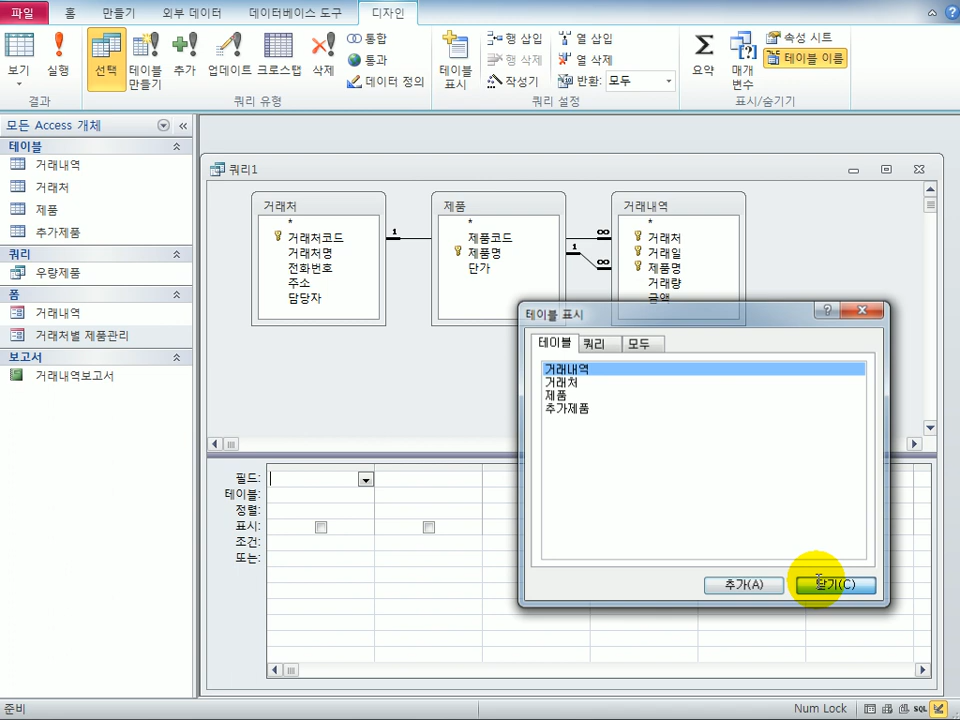 파일 홈 만들기 외부 데이터 데이터베이스 도구 디자인
보기 실행 선택 테이블 만들기 추가 업데이트 크로스탭 삭제
통합
통과
데이터 정의
테이블 표시
행 삽입
행 삭제
작성기
열 삽입
열 삭제
반환: 모두
요약
매개 변수
속성 시트
테이블 이름
결과 쿼리 유형 쿼리 설정 표시/숨기기
모든 Access 개체
테이블
거래내역
거래처
제품
추가제품
쿼리
우량제품
폼
거래내역
거래처별 제품관리
보고서
거래내역보고서
쿼리1
거래처
*
거래처코드
거래처명
전화번호
주소
담당자
1
제품
*
제품코드
제품명
단가
1
∞
∞
거래내역
*
거래처
거래일
제품명
거래량
금액
필드:
테이블:
정렬:
표시:
조건:
또는:
테이블 표시
테이블 쿼리 모두
거래내역
거래처
제품
추가제품
추가(A) 닫기(C)
준비 Num Lock SQL